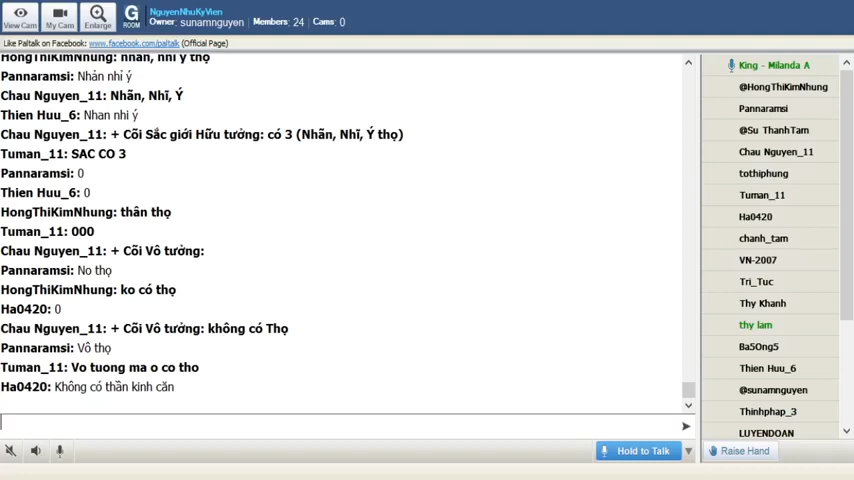 View Cam
My Cam
Enlarge
G
ROOM
NguyenNhuKyVien
Owner: sunamnguyen Members: 24 Cams: 0
Like Paltalk on Facebook: www.facebook.com/paltalk (Official Page)
HongThiKimNhung: nhãn, nhĩ ý thọ
Pannaramsi: Nhản nhỉ ý
Chau Nguyen_11: Nhãn, Nhĩ, Ý
Thien Huu_6: Nhan nhi ý
Chau Nguyen_11: + Cõi Sắc giới Hữu tưởng: có 3 (Nhãn, Nhĩ, Ý thọ)
Tuman_11: SAC CO 3
Pannaramsi: 0
Thien Huu_6: 0
HongThiKimNhung: thân thọ
Tuman_11: 000
Chau Nguyen_11: + Cõi Vô tưởng:
Pannaramsi: No thọ
HongThiKimNhung: ko có thọ
Ha0420: 0
Chau Nguyen_11: + Cõi Vô tưởng: không có Thọ
Pannaramsi: Vô thọ
Tuman_11: Vo tuong ma o co tho
Ha0420: Không có thần kinh căn
Hold to Talk
King - Milanda A
@HongThiKimNhung
Pannaramsi
@Su ThanhTam
Chau Nguyen_11
tothiphung
Tuman_11
Ha0420
chanh_tam
VN-2007
Tri_Tuc
Thy Khanh
thy lam
Ba5Ong5
Thien Huu_6
@sunamnguyen
Thinhphap_3
LUYENDOAN
Raise Hand